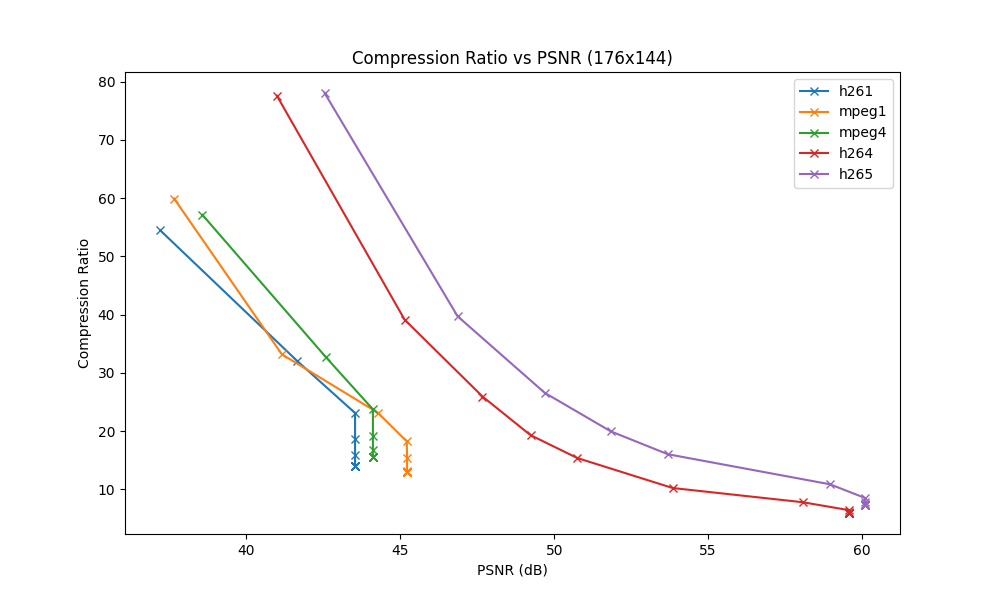 Compression Ratio vs PSNR (176x144)
h261
mpeg1
mpeg4
h264
h265
80
70
60
50
40
30
20
10
Compression Ratio
40 45 50 55 60
PSNR (dB)